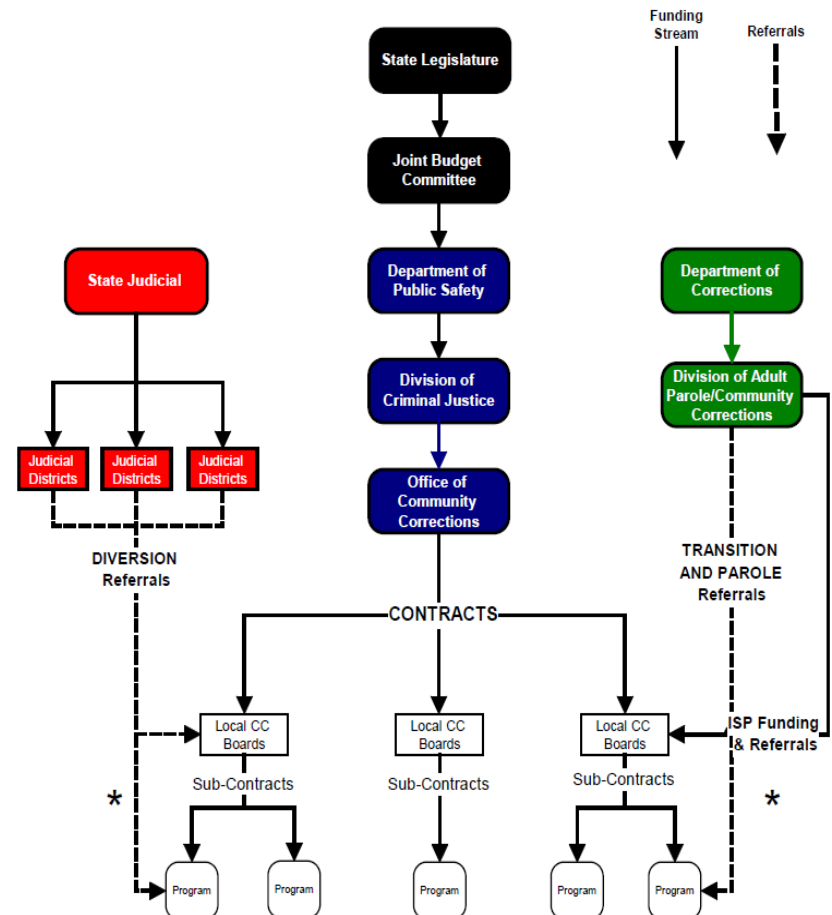 Funding
Stream
Referrals
State Legislature
Joint Budget
Committee
State Judicial
Department of
Public Safety
Department of
Corrections
Division of
Criminal Justice
Division of Adult
Parole/Community
Corrections
Judicial
Districts
Judicial
Districts
Judicial
Districts
Office of
Community
Corrections
DIVERSION
Referrals
TRANSITION
AND PAROLE
Referrals
CONTRACTS
Local CC
Boards
Local CC
Boards
Local CC
Boards
ISP Funding
& Referrals
Sub-Contracts
Sub-Contracts
Sub-Contracts
*
*
Program
Program
Program
Program
Program